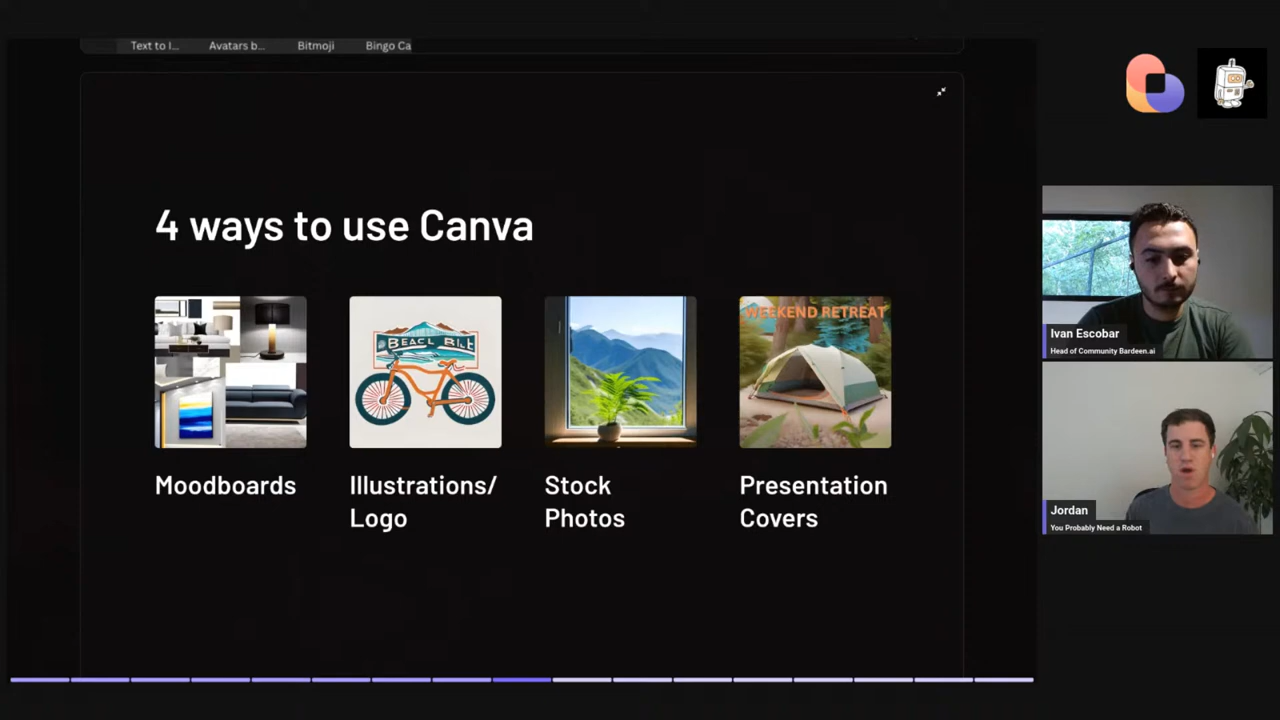 Text to I... Avatars b... Bitmoji Bingo Ca
4 ways to use Canva
WEEKEND RETREAT
Moodboards
Illustrations/
Logo
Stock
Photos
Presentation
Covers
Ivan Escobar
Head of Community Bardeen.ai
Jordan
You Probably Need a Robot